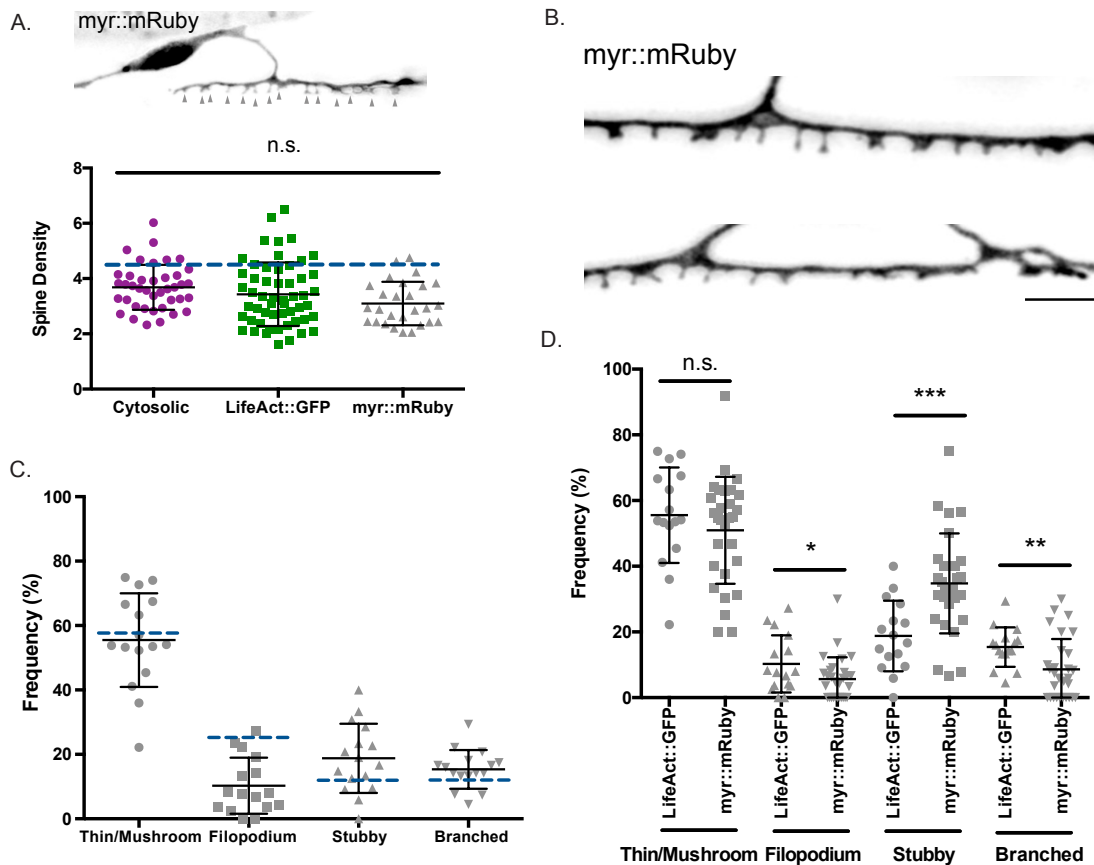 A.
myr::mRuby
n.s.
8
6
4
2
0
Spine Density
Cytosolic
LifeAct::GFP
myr::mRuby
B.
myr::mRuby
C.
100
80
60
40
20
0
Frequency (%)
Thin/Mushroom
Filopodium
Stubby
Branched
D.
100
80
60
40
20
0
Frequency (%)
n.s.
*
***
**
LifeAct::GFP
myr::mRuby
LifeAct::GFP
myr::mRuby
LifeAct::GFP
myr::mRuby
LifeAct::GFP
myr::mRuby
Thin/Mushroom
Filopodium
Stubby
Branched